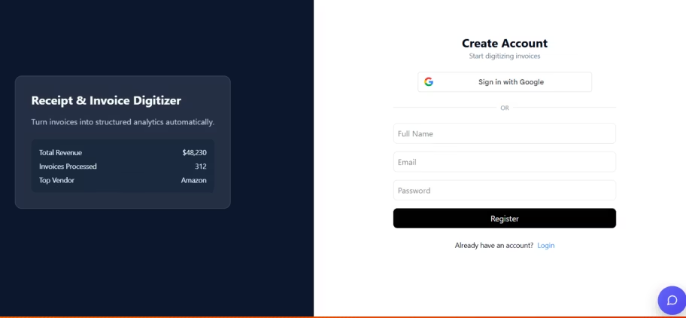 Receipt & Invoice Digitizer
Turn invoices into structured analytics automatically.
Total Revenue $48,230
Invoices Processed 312
Top Vendor Amazon
Create Account
Start digitizing invoices
Sign in with Google
OR
Full Name
Email
Password
Register
Already have an account? Login